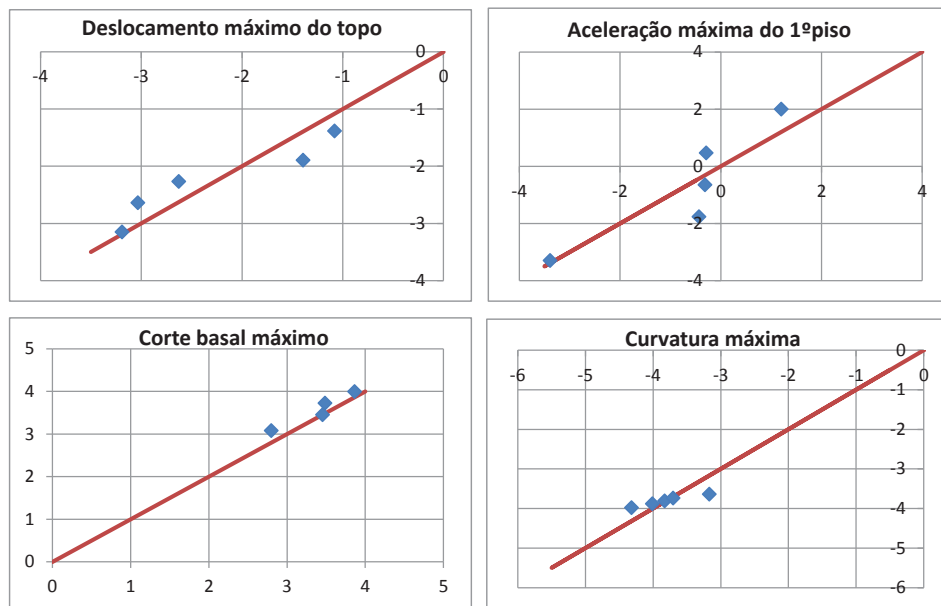 Deslocamento máximo do topo
0
-4 -3 -2 -1 0
-1
-2
-3
-4
Aceleração máxima do 1ºpiso
4
2
0
-4 -2 0 2 4
-2
-4
Corte basal máximo
5
4
3
2
1
0
0 1 2 3 4 5
Curvatura máxima
0
-6 -5 -4 -3 -2 -1 0
-1
-2
-3
-4
-5
-6